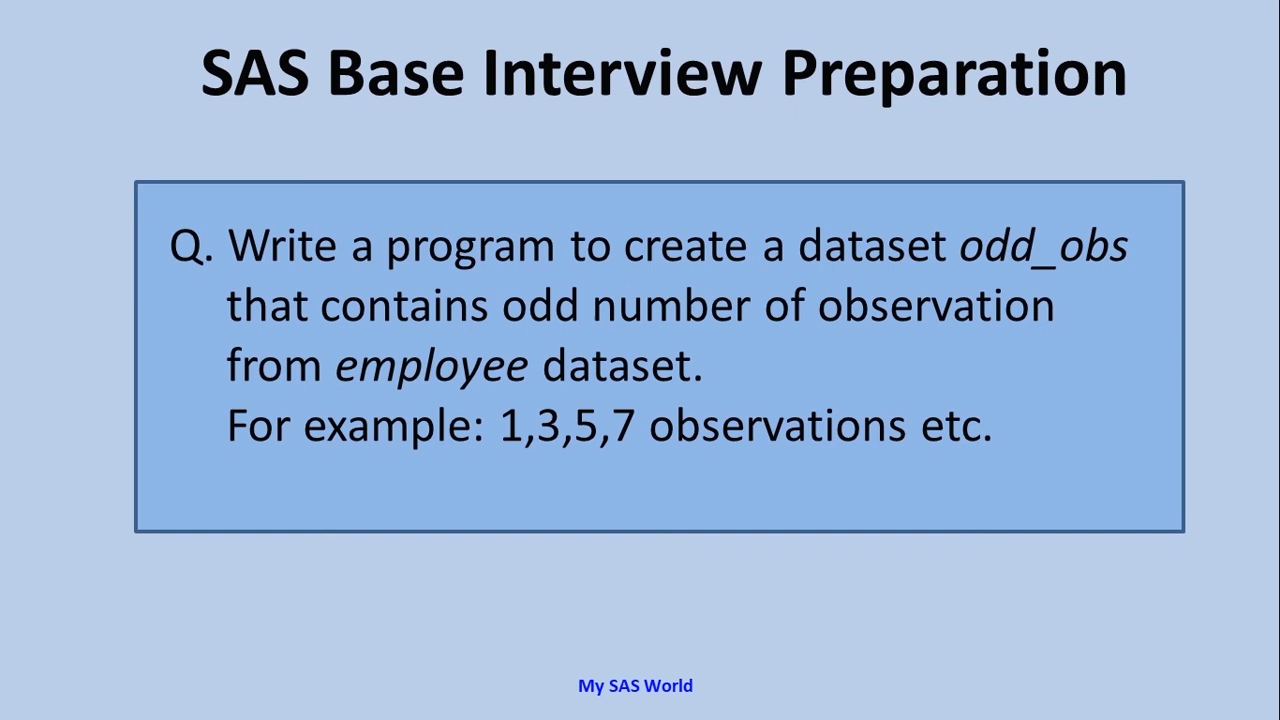 SAS Base Interview Preparation
Q. Write a program to create a dataset odd_obs
that contains odd number of observation
from employee dataset.
For example: 1,3,5,7 observations etc.
My SAS World